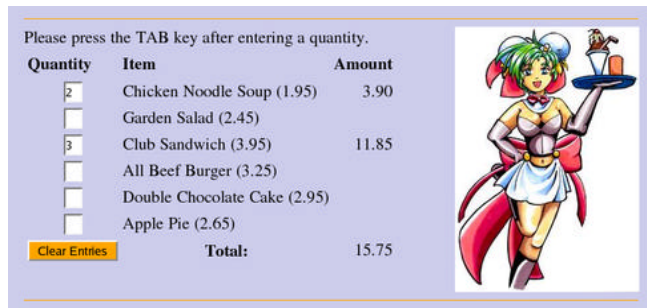 Please press the TAB key after entering a quantity.
Quantity Item Amount
2 Chicken Noodle Soup (1.95) 3.90
Garden Salad (2.45)
3 Club Sandwich (3.95) 11.85
All Beef Burger (3.25)
Double Chocolate Cake (2.95)
Apple Pie (2.65)
Clear Entries Total: 15.75